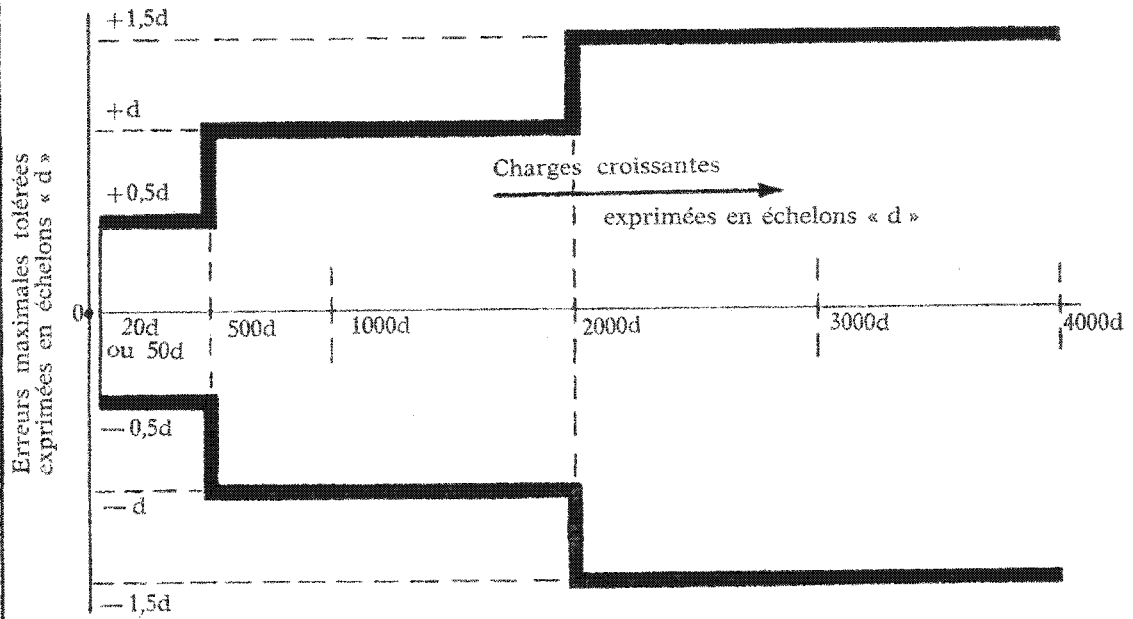 +1,5d
+d
Charges croissantes
+0,5d
exprimées en échelons « d »
Erreurs maximales tolérées
exprimées en échelons « d »
0
20d
ou 50d
500d
1000d
2000d
3000d
4000d
— 0,5d
— d
— 1,5d